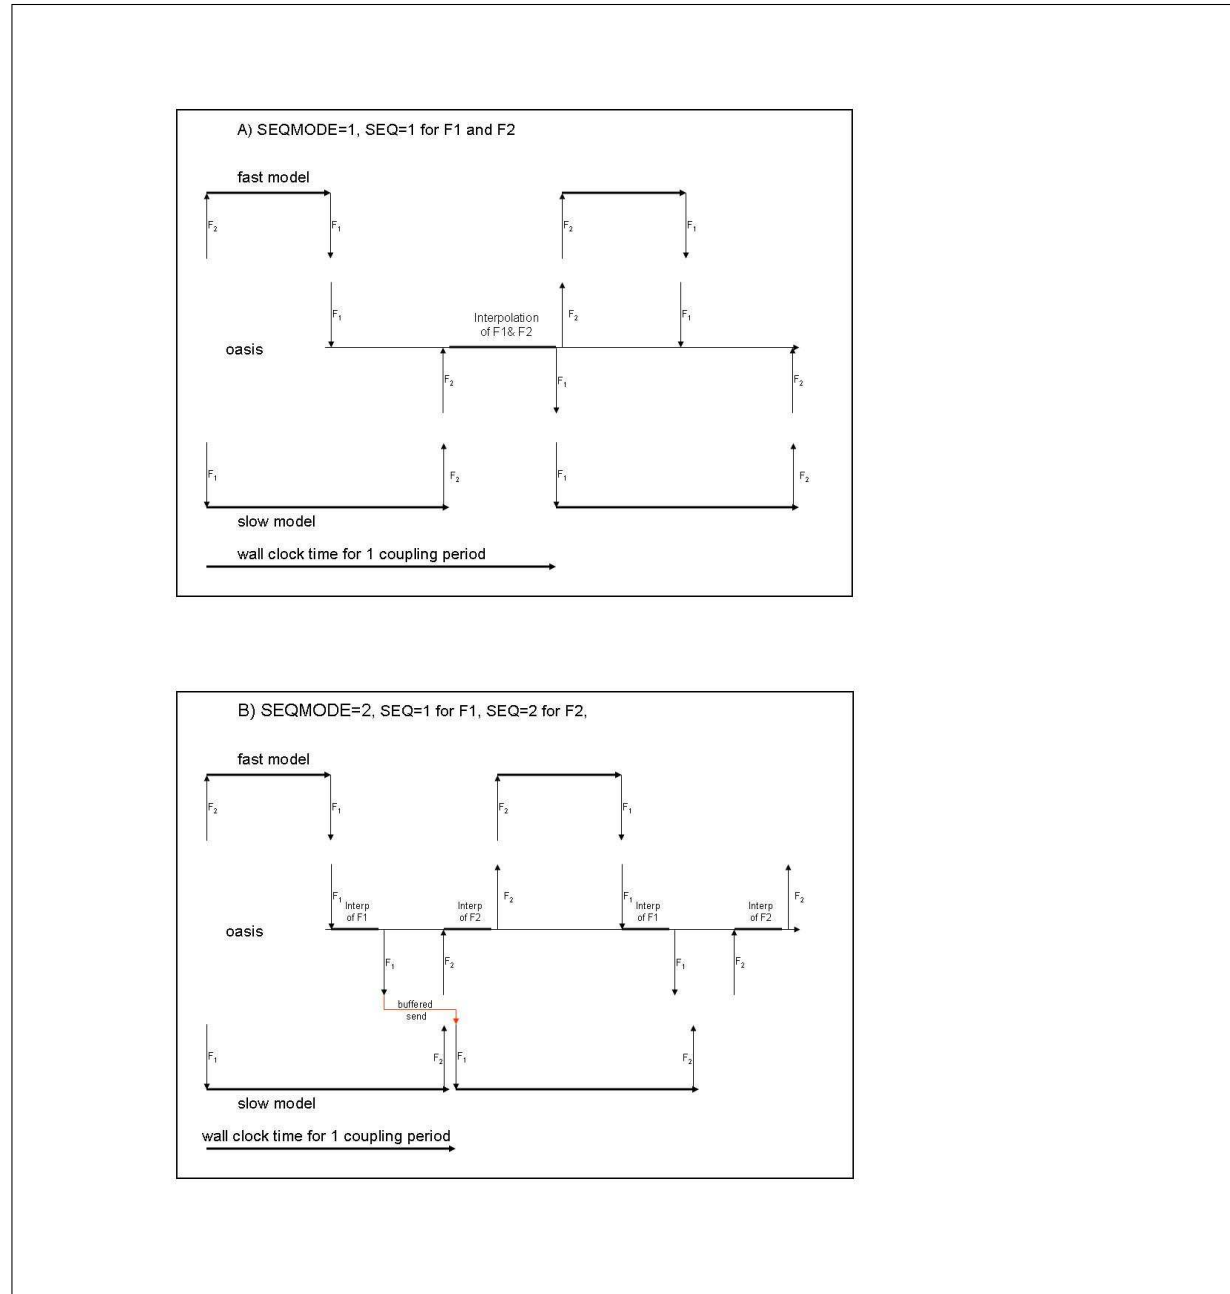 A) SEQMODE=1, SEQ=1 for F1 and F2
fast model
F2
F1
F2
F1
F1
Interpolation
of F1& F2
F2
F1
oasis
F2
F1
F2
F1
F2
F1
F2
slow model
wall clock time for 1 coupling period
B) SEQMODE=2, SEQ=1 for F1, SEQ=2 for F2,
fast model
F2
F1
F2
F1
F1
Interp
of F1
Interp
of F2
F2
F1
Interp
of F1
Interp
of F2
F2
oasis
F1
F2
F1
F2
buffered
send
F1
F2
F1
F2
slow model
wall clock time for 1 coupling period